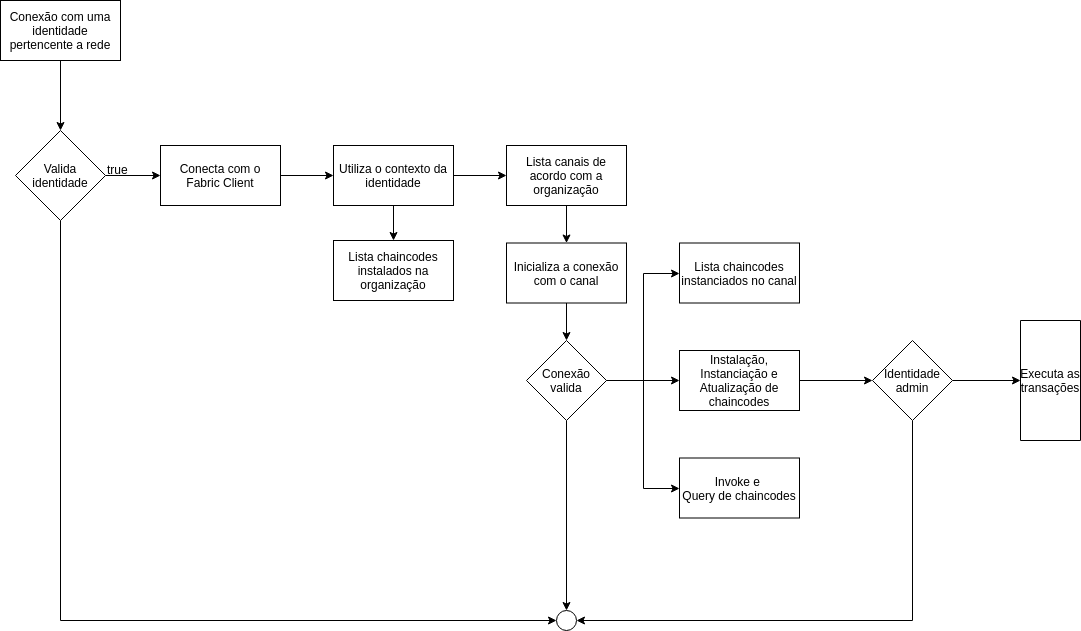 Conexão com uma
identidade
pertencente a rede
Valida
identidade
true
Conecta com o
Fabric Client
Utiliza o contexto da
identidade
Lista canais de
acordo com a
organização
Lista chaincodes
instalados na
organização
Inicializa a conexão
com o canal
Lista chaincodes
instanciados no canal
Conexão
valida
Instalação,
Instanciação e
Atualização de
chaincodes
Identidade
admin
Executa as
transações
Invoke e
Query de chaincodes